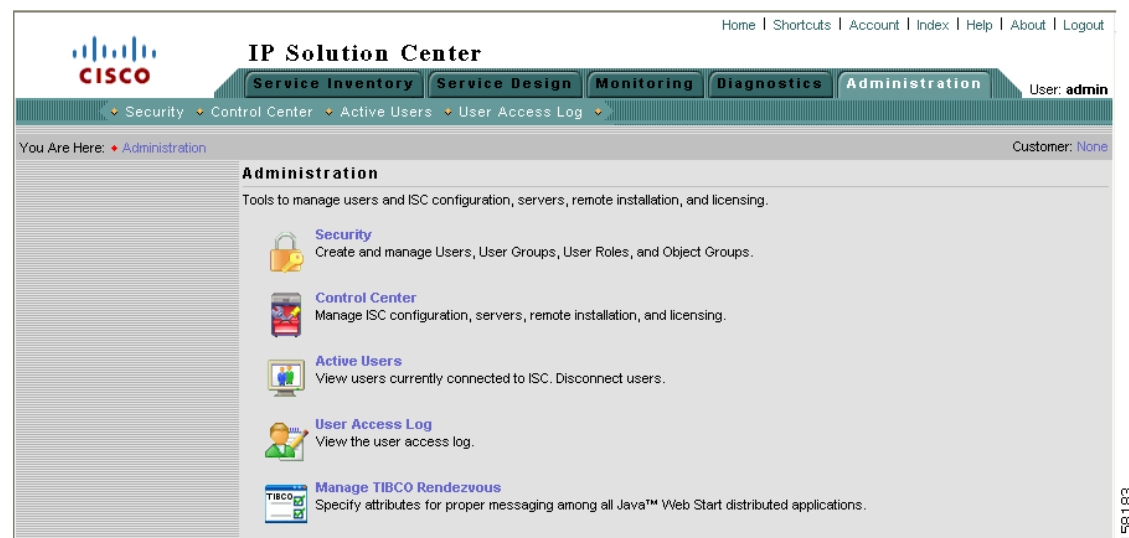 Home | Shortcuts | Account | Index | Help | About | Logout
CISCO
IP Solution Center
Service Inventory Service Design Monitoring Diagnostics Administration
User: admin
Security Control Center Active Users User Access Log
You Are Here: Administration
Customer: None
Administration
Tools to manage users and ISC configuration, servers, remote installation, and licensing.
Security
Create and manage Users, User Groups, User Roles, and Object Groups.
Control Center
Manage ISC configuration, servers, remote installation, and licensing.
Active Users
View users currently connected to ISC. Disconnect users.
User Access Log
View the user access log.
TIBCO
Manage TIBCO Rendezvous
Specify attributes for proper messaging among all Java™ Web Start distributed applications.
158183